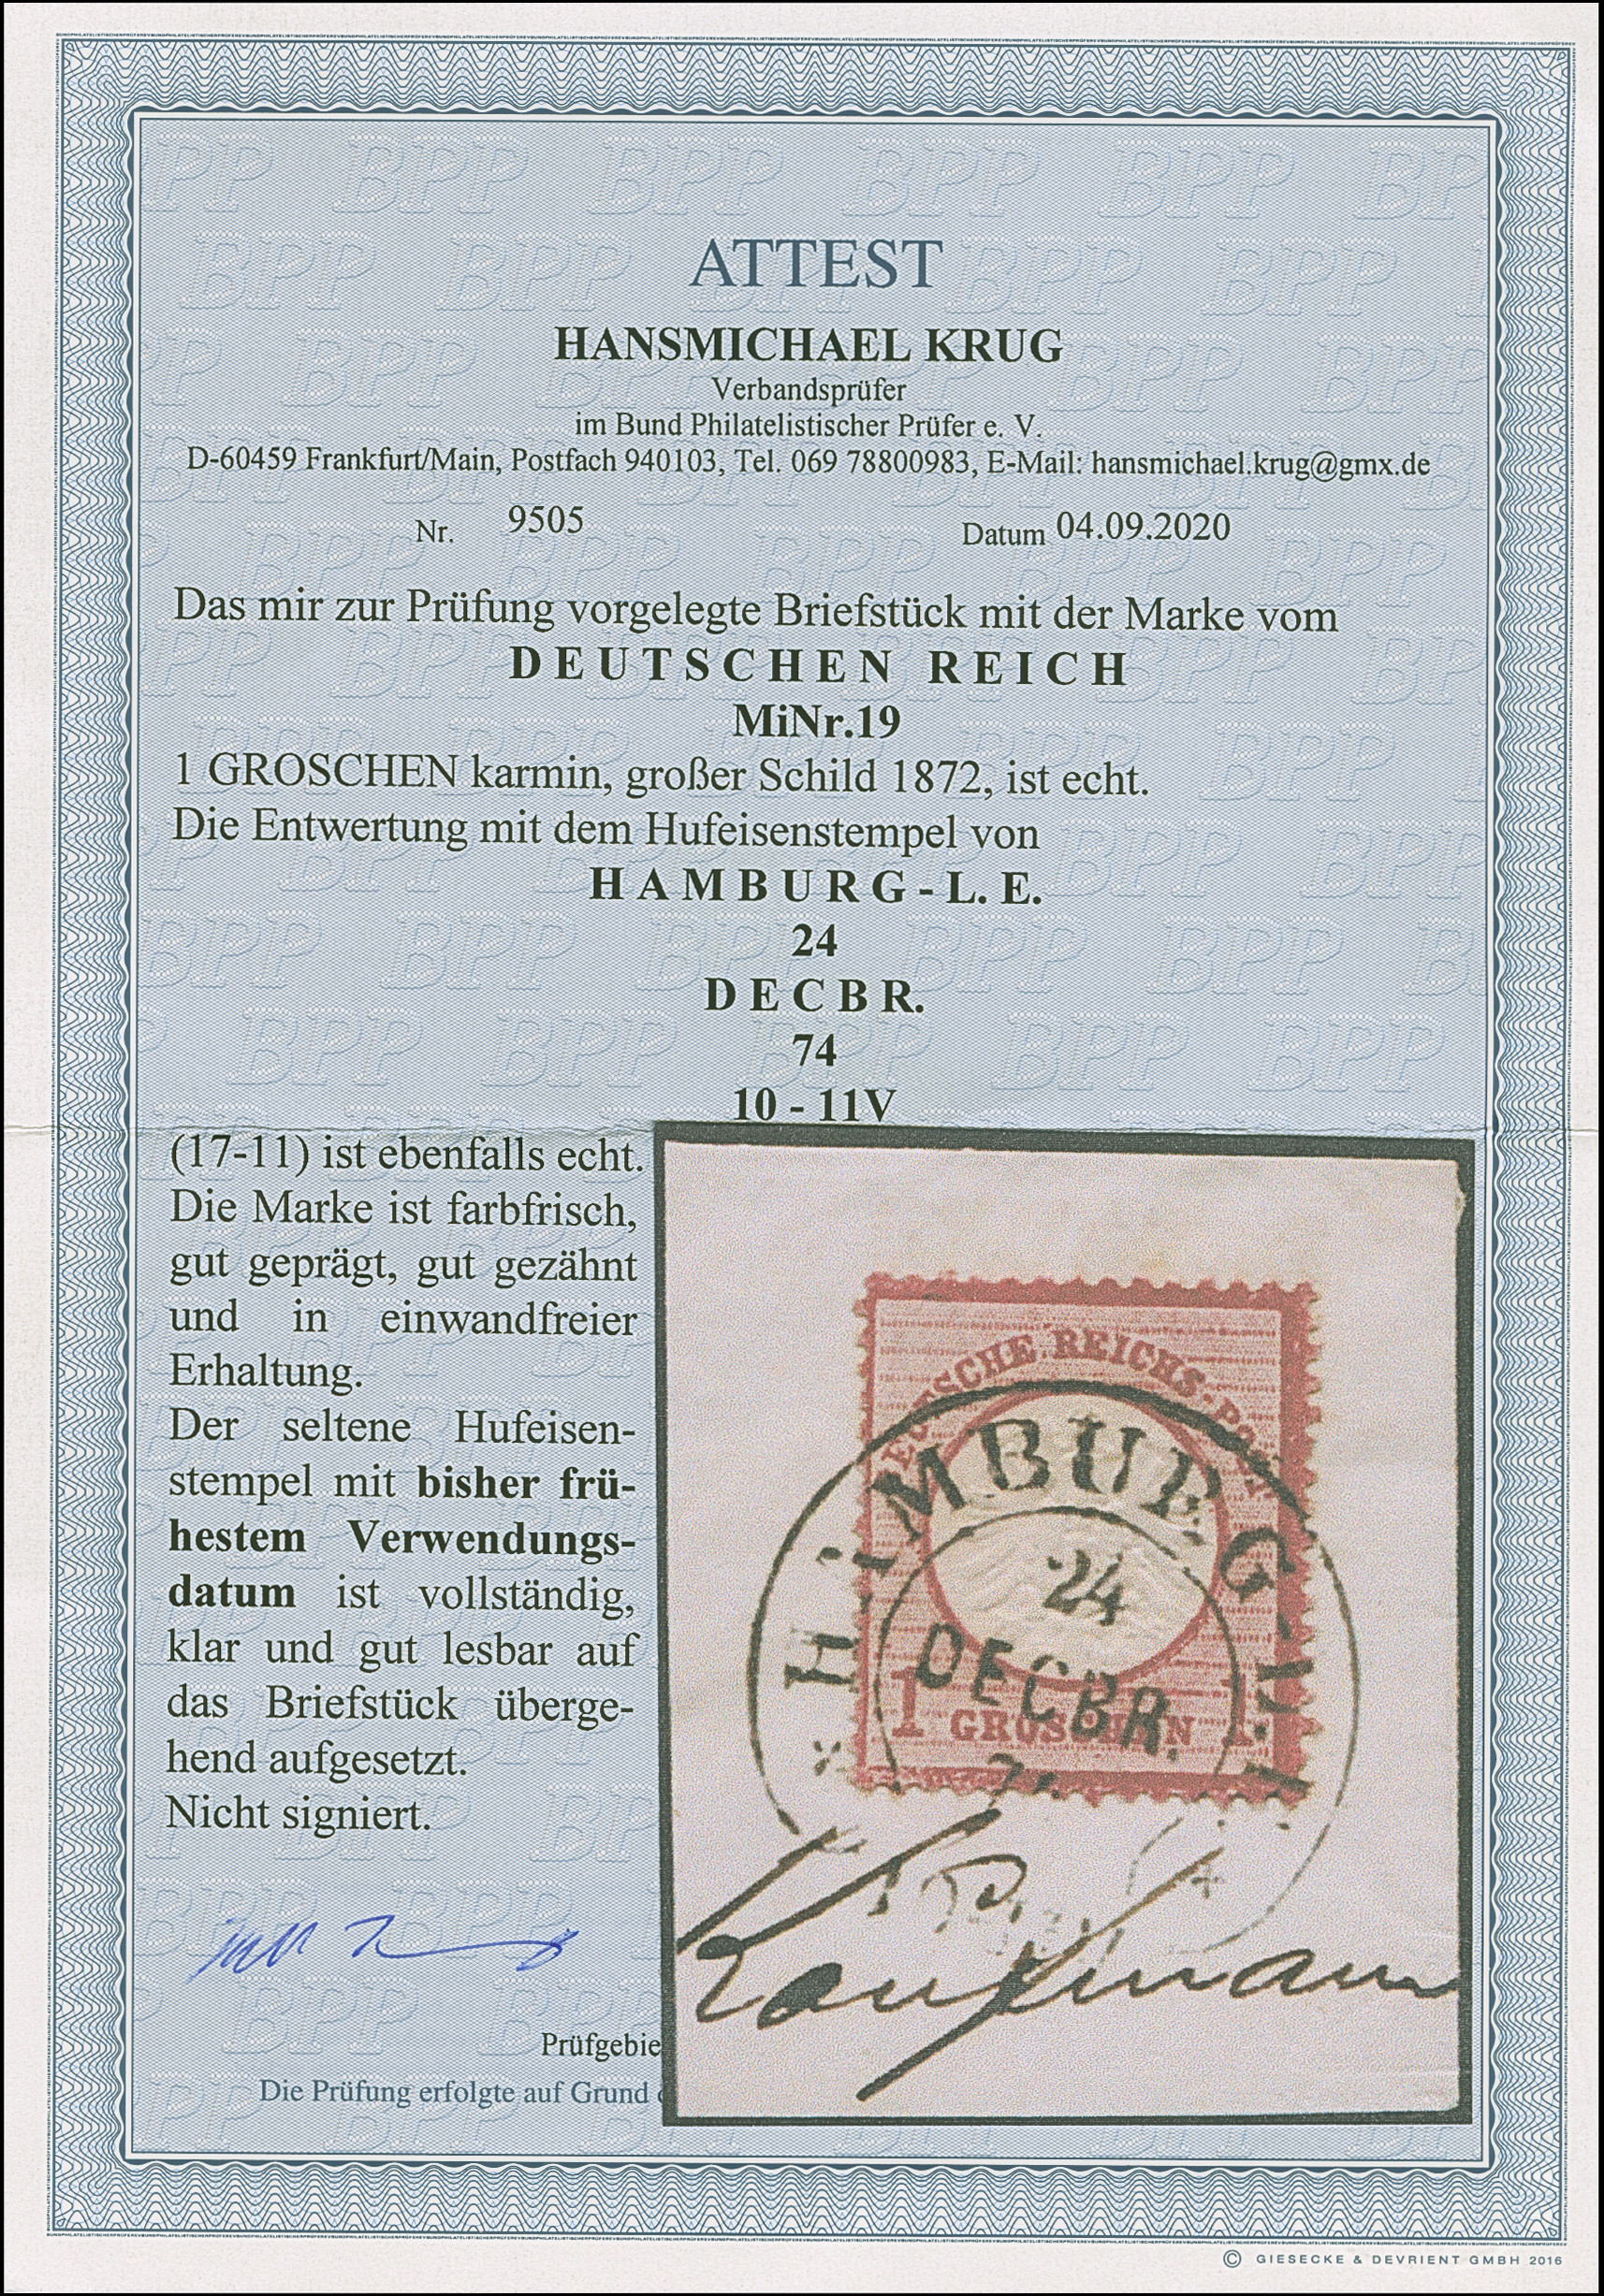 ATTEST
HANSMICHAEL KRUG
Verbandsprüfer
im Bund Philatelistischer Prüfer e. V.
D-60459 Frankfurt/Main, Postfach 940103, Tel. 069 78800983, E-Mail: hansmichael.krug@gmx.de
Nr. 9505 Datum 04.09.2020
Das mir zur Prüfung vorgelegte Briefstück mit der Marke vom
DEUTSCHEN REICH
MiNr.19
1 GROSCHEN karmin, großer Schild 1872, ist echt.
Die Entwertung mit dem Hufeisenstempel von
HAMBURG-L. E.
24
DECBR.
74
10 - 11V
(17-11) ist ebenfalls echt.
Die Marke ist farbfrisch,
gut geprägt, gut gezähnt
und in einwandfreier
Erhaltung.
Der seltene Hufeisen-
stempel mit bisher frü-
hestem Verwendungs-
datum ist vollständig,
klar und gut lesbar auf
das Briefstück überge-
hend aufgesetzt.
Nicht signiert.
DEUTSCHE REICHS-POST
HAMBURG-L.
24
DECBR.
1 GROSCHEN 1
Kaufmann
Prüfgebie
Die Prüfung erfolgte auf Grund
© GIESECKE & DEVRIENT GMBH 2016